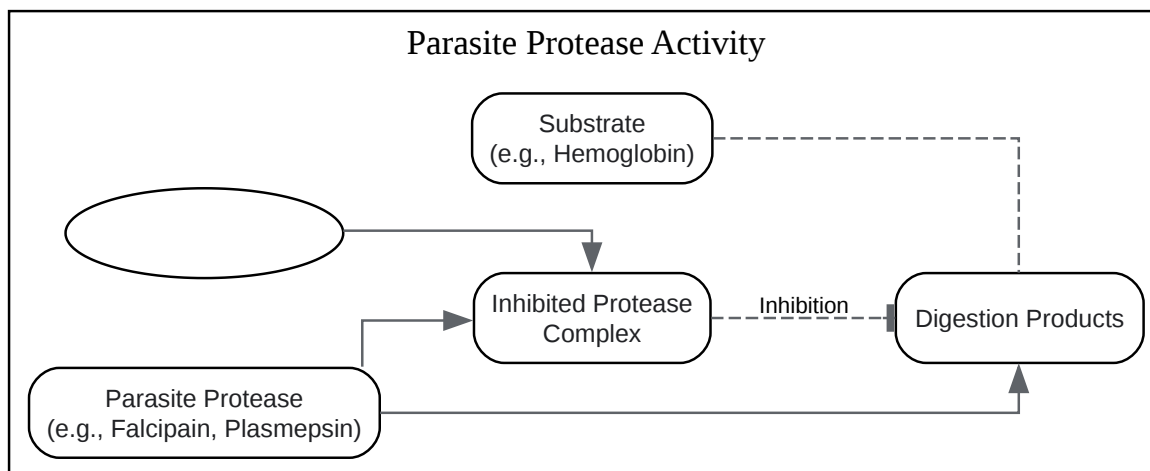 Parasite Protease Activity
Substrate
(e.g., Hemoglobin)
Inhibited Protease
Complex
Inhibition
Digestion Products
Parasite Protease
(e.g., Falcipain, Plasmepsin)